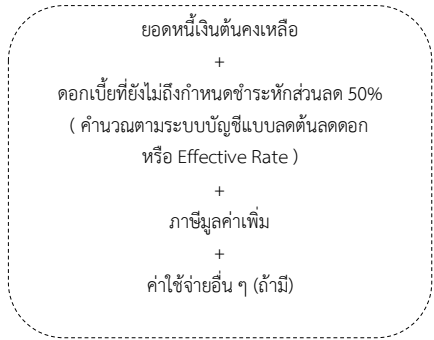 ยอดหนี้เงินต้นคงเหลือ
+
ดอกเบี้ยที่ยังไม่ถึงกำหนดชำระหักส่วนลด 50%
( คำนวณตามระบบบัญชีแบบลดต้นลดดอก
หรือ Effective Rate )
+
ภาษีมูลค่าเพิ่ม
+
ค่าใช้จ่ายอื่น ๆ (ถ้ามี)